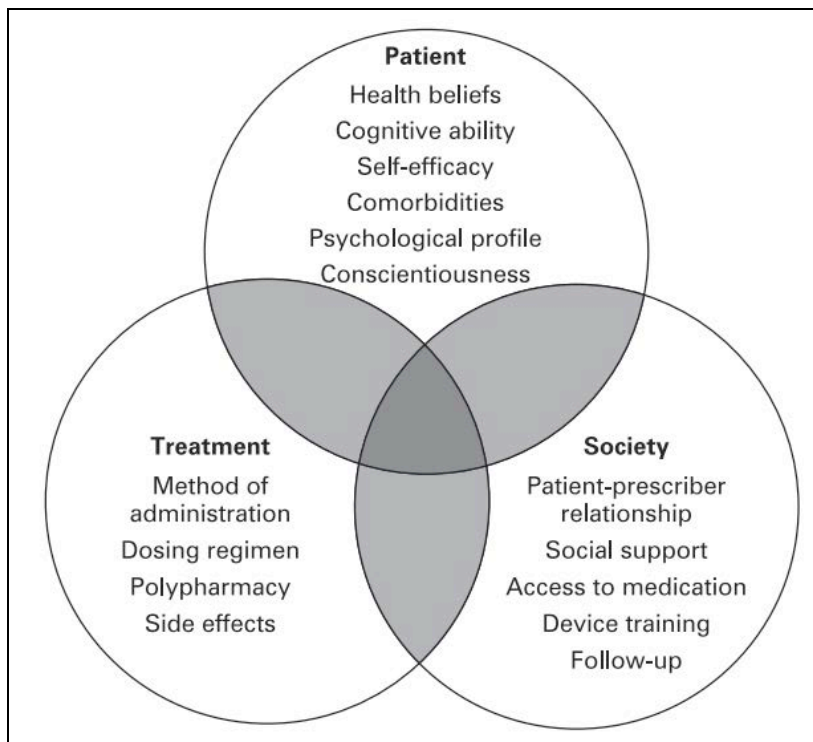 Patient
Health beliefs
Cognitive ability
Self-efficacy
Comorbidities
Psychological profile
Conscientiousness
Treatment
Method of
administration
Dosing regimen
Polypharmacy
Side effects
Society
Patient-prescriber
relationship
Social support
Access to medication
Device training
Follow-up